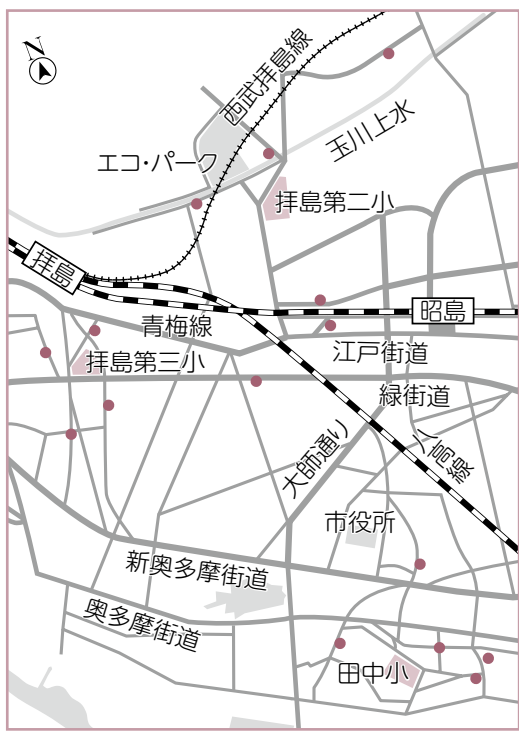 N
西武拝島線
玉川上水
エコ・パーク
拝島第二小
拝島
昭島
青梅線
江戸街道
拝島第三小
緑街道
八高線
大師通り
市役所
新奥多摩街道
奥多摩街道
田中小